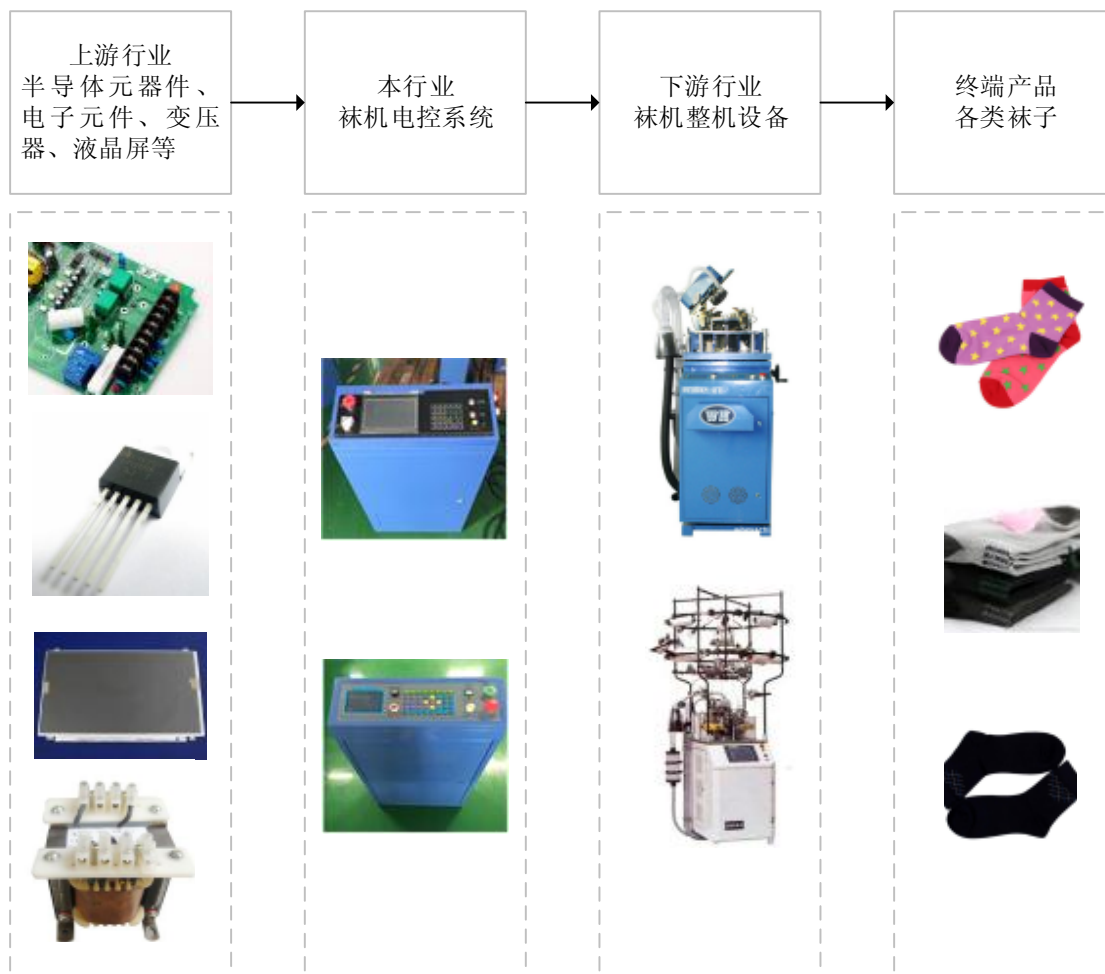 上游行业
半导体元器件、
电子元件、变压
器、液晶屏等
本行业
袜机电控系统
下游行业
袜机整机设备
终端产品
各类袜子